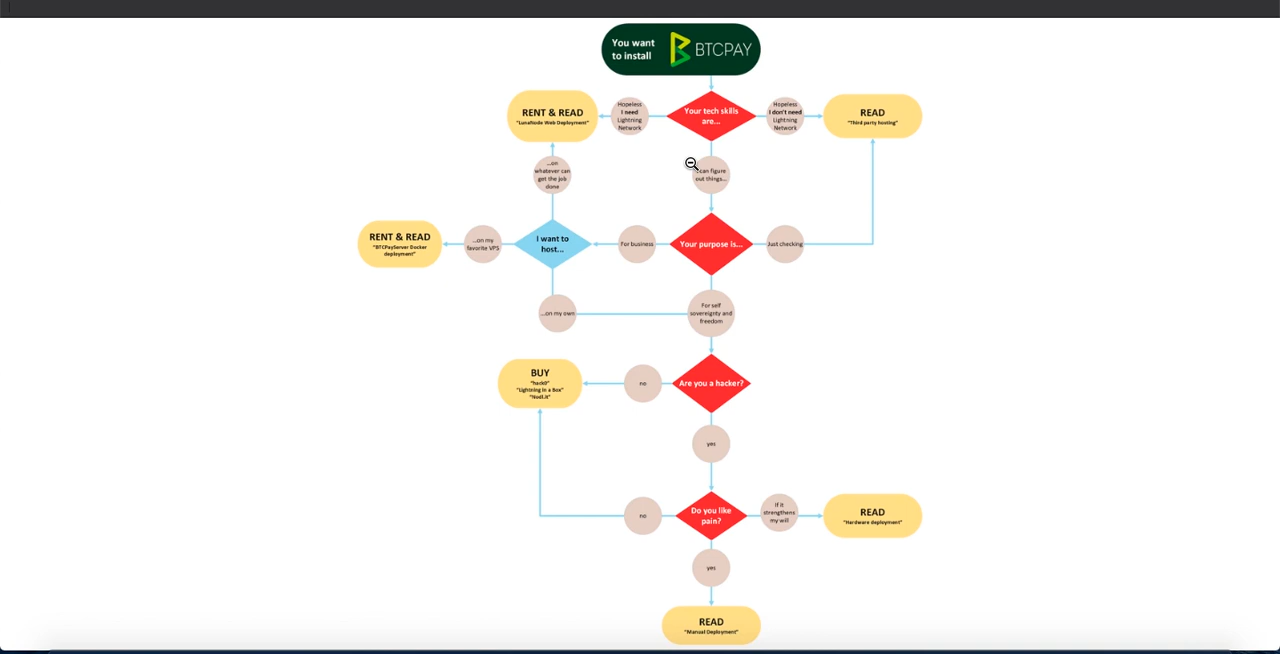 You want
to install
BTCPAY
RENT & READ
"LunaNode Web Deployment"
Hopeless
I need
Lightning
Network
Your tech skills
are...
Hopeless
I don't need
Lightning
Network
READ
"Third party hosting"
...on
whatever can
get the job
done
can figure
out things...
RENT & READ
"BTCPayServer Docker
deployment"
...on my
favorite VPS
I want to
host...
For business
Your purpose is...
Just checking
...on my own
For self
sovereignty and
freedom
BUY
"hack0"
"Lightning in a Box"
"Nodl.it"
no
Are you a hacker?
yes
no
Do you like
pain?
If it
strengthens
my will
READ
"Hardware deployment"
yes
READ
"Manual Deployment"